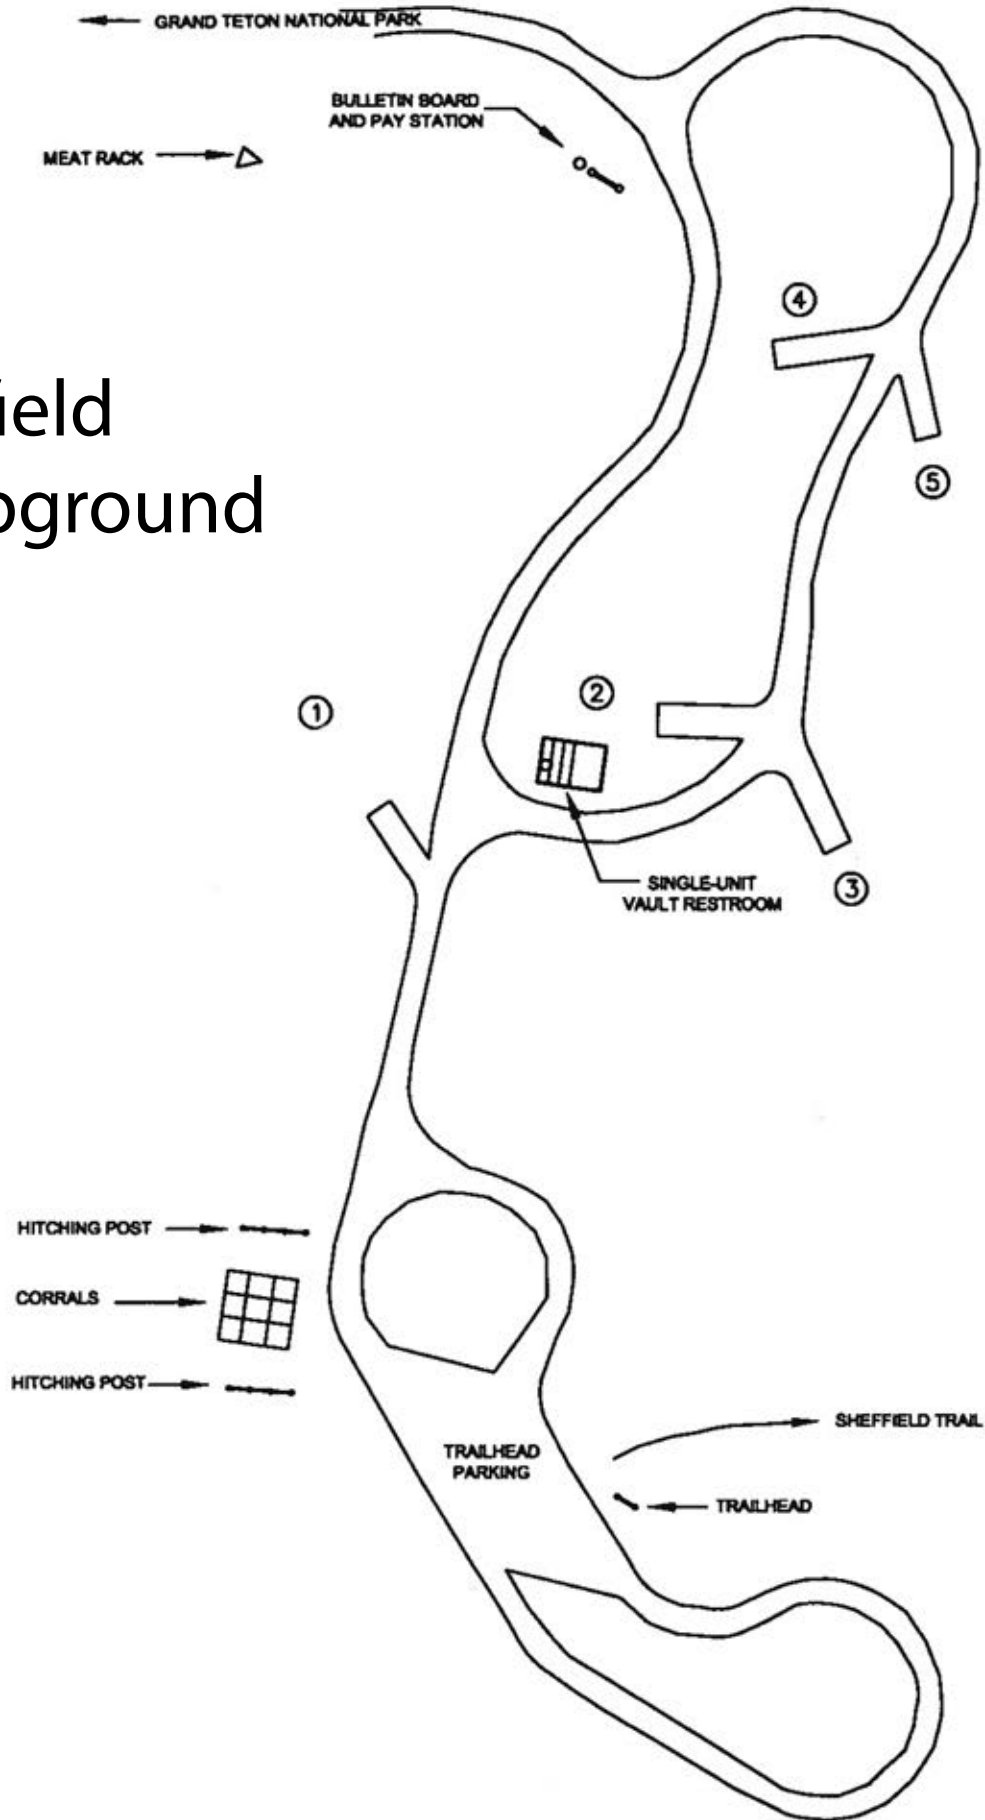 GRAND TETON NATIONAL PARK
BULLETIN BOARD
AND PAY STATION
MEAT RACK
4
ield
5
ground
1
2
SINGLE-UNIT
VAULT RESTROOM
3
HITCHING POST
CORRALS
HITCHING POST
SHEFFIELD TRAIL
TRAILHEAD
PARKING
TRAILHEAD